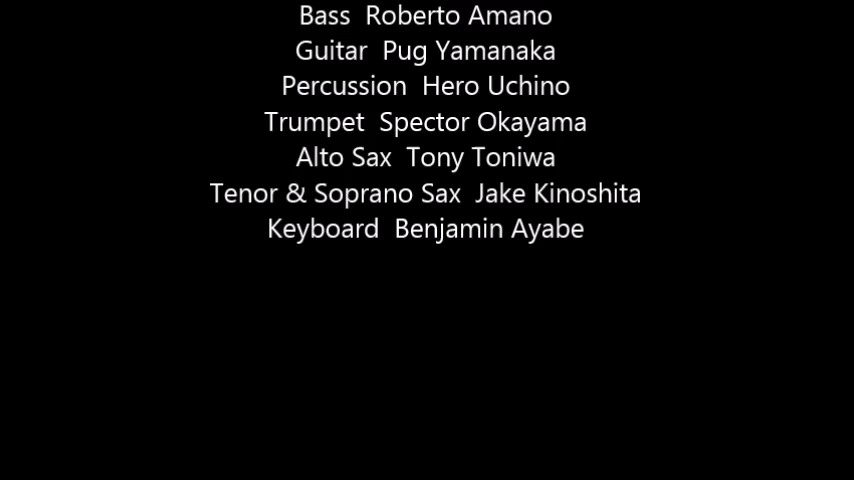 Bass  Roberto Amano
Guitar  Pug Yamanaka
Percussion  Hero Uchino
Trumpet  Spector Okayama
Alto Sax  Tony Toniwa
Tenor & Soprano Sax  Jake Kinoshita
Keyboard  Benjamin Ayabe